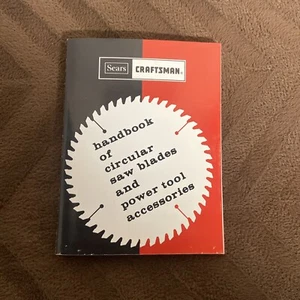 Sears CRAFTSMAN®
handbook
of
circular
saw blades
and
power tool
accessories